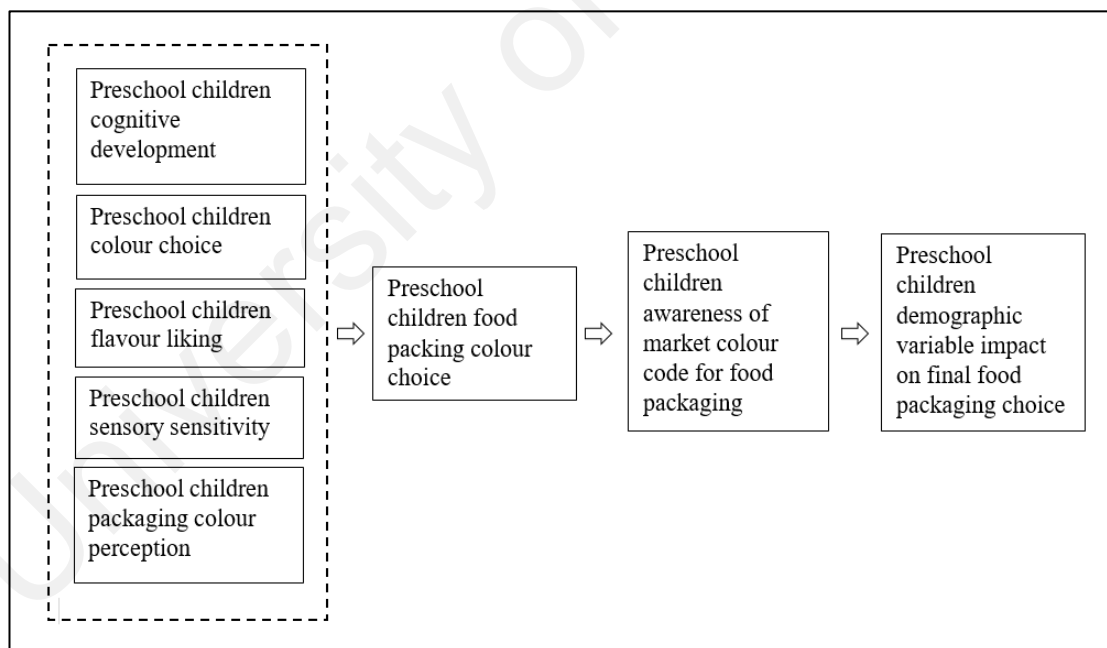 Preschool children
cognitive
development
Preschool children
colour choice
Preschool children
flavour liking
Preschool children
sensory sensitivity
Preschool children
packaging colour
perception
Preschool
children food
packing colour
choice
Preschool
children
awareness of
market colour
code for food
packaging
Preschool
children
demographic
variable impact
on final food
packaging choice
University of